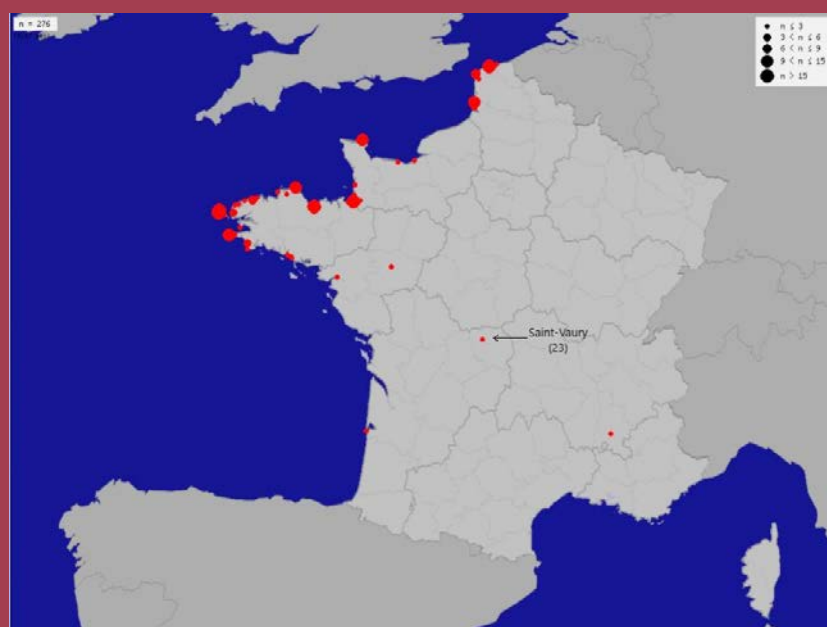 n = 276
n ≤ 3
3 < n ≤ 6
6 < n ≤ 9
9 < n ≤ 15
n > 15
Saint-Vaury
(23)